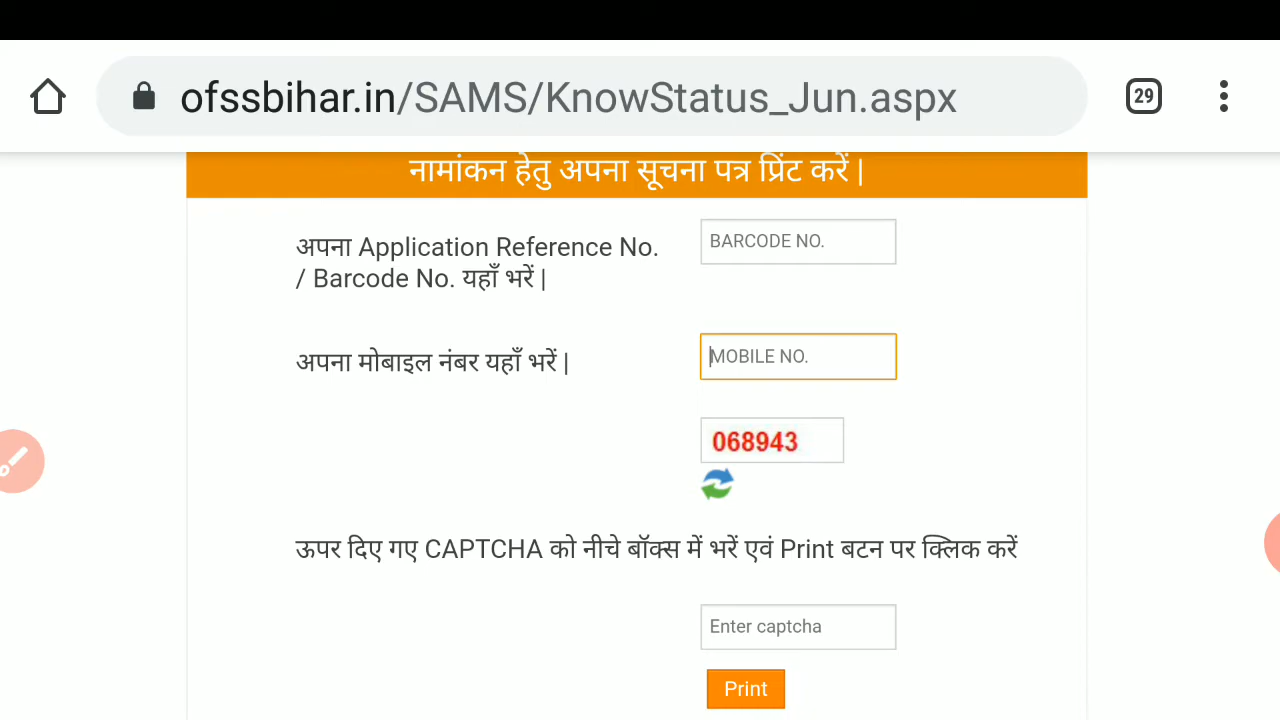 ofssbihar.in/SAMS/KnowStatus_Jun.aspx 29
नामांकन हेतु अपना सूचना पत्र प्रिंट करें |
अपना Application Reference No. BARCODE NO.
/ Barcode No. यहाँ भरें |
अपना मोबाइल नंबर यहाँ भरें | MOBILE NO.
068943
ऊपर दिए गए CAPTCHA को नीचे बॉक्स में भरें एवं Print बटन पर क्लिक करें
Enter captcha
Print